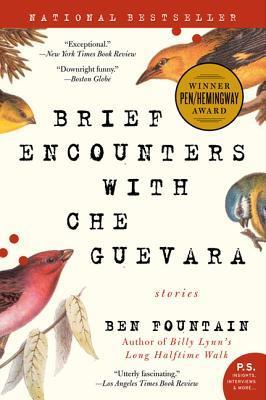 NATIONAL BESTSELLER
"Exceptional."
—New York Times Book Review
"Downright funny."
—Boston Globe
WINNER
PEN/HEMINGWAY
AWARD
BRIEF
ENCOUNTERS
WITH
CHE
GUEVARA
stories
BEN FOUNTAIN
Author of Billy Lynn's
Long Halftime Walk
"Utterly fascinating."
—Los Angeles Times Book Review
P.S.
INSIGHTS,
INTERVIEWS
& MORE...